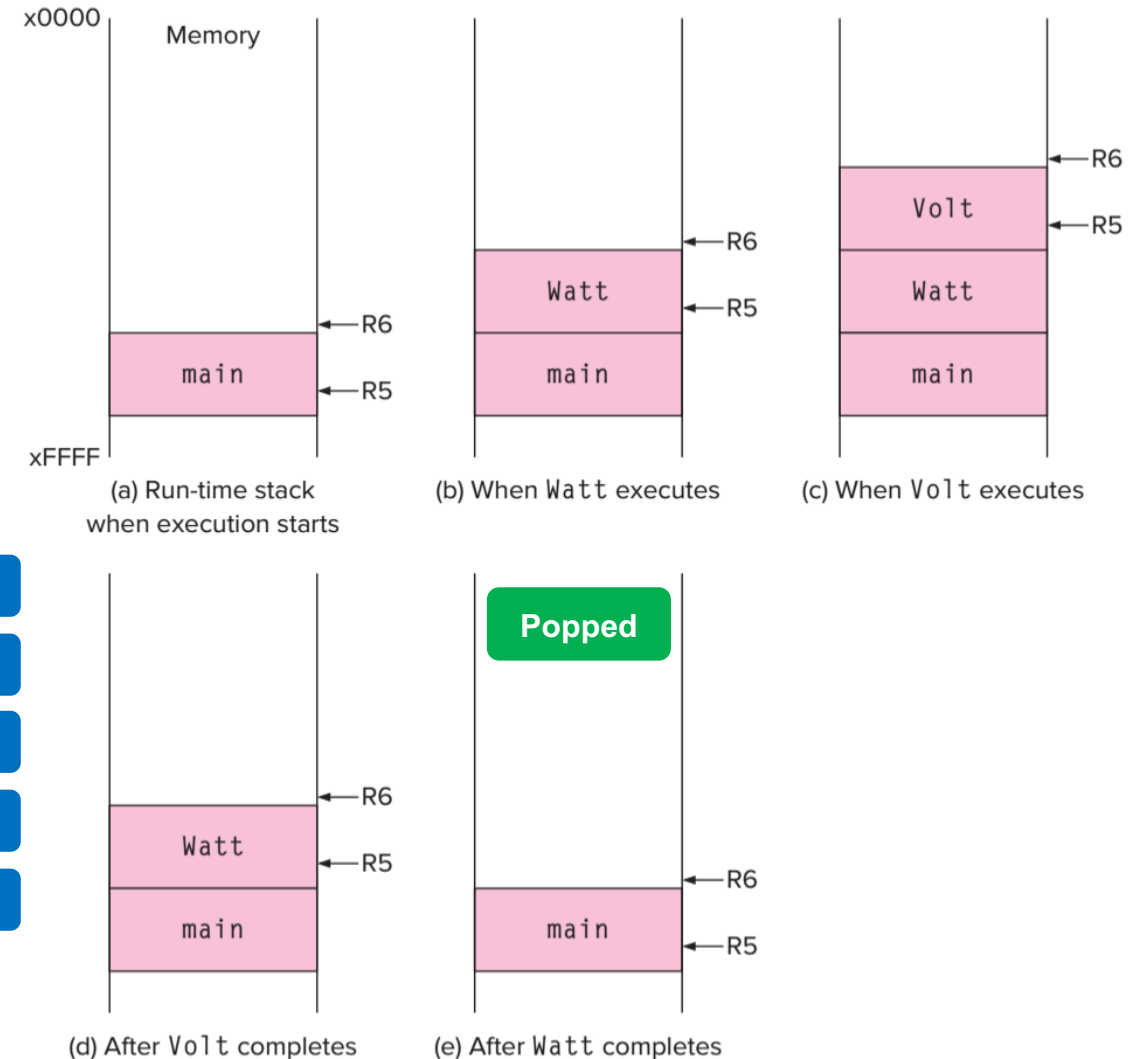 x0000
Memory
R6
Volt
R5
R6
Watt
Watt
R5
R6
main
main
main
R5
xFFFF
(a) Run-time stack
when execution starts
(b) When Watt executes
(c) When Volt executes
Popped
R6
Watt
R5
R6
main
main
R5
(d) After Volt completes
(e) After Watt completes